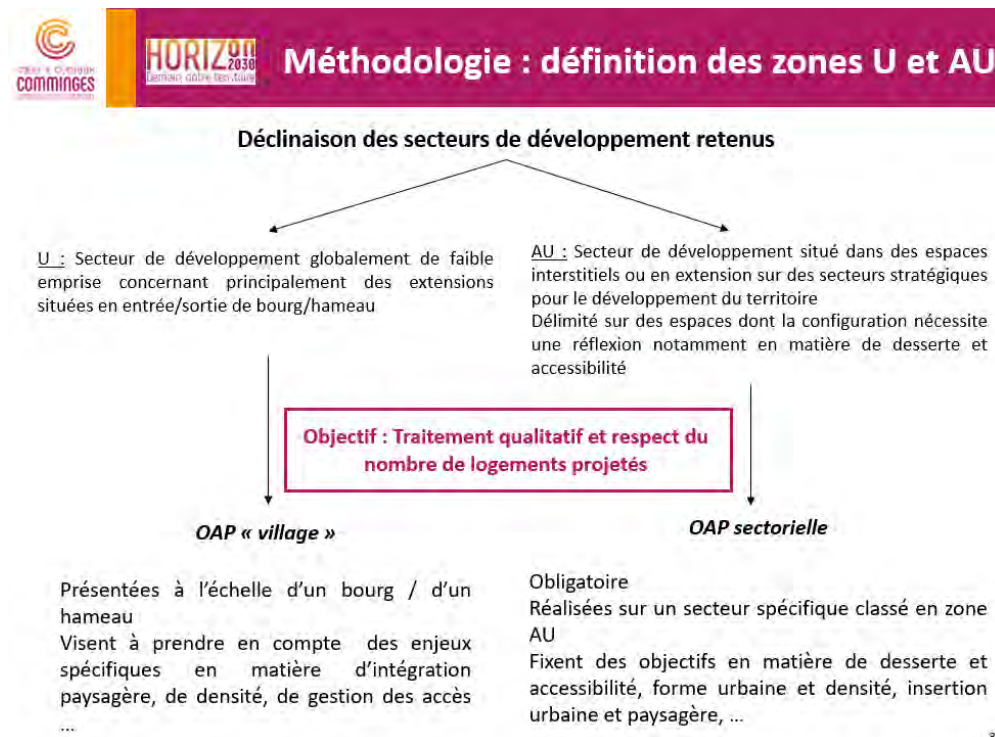 COMMINGES
HORIZ
2030
Méthodologie : définition des zones U et AU
Déclinaison des secteurs de développement retenus
U : Secteur de développement globalement de faible
emprise concernant principalement des extensions
situées en entrée/sortie de bourg/hameau
AU : Secteur de développement situé dans des espaces
interstitiels ou en extension sur des secteurs stratégiques
pour le développement du territoire
Délimité sur des espaces dont la configuration nécessite
une réflexion notamment en matière de desserte et
accessibilité
Objectif : Traitement qualitatif et respect du
nombre de logements projetés
OAP « village »
Présentées à l'échelle d'un bourg / d'un
hameau
Visent à prendre en compte des enjeux
spécifiques en matière d'intégration
paysagère, de densité, de gestion des accès
...
OAP sectorielle
Obligatoire
Réalisées sur un secteur spécifique classé en zone
AU
Fixent des objectifs en matière de desserte et
accessibilité, forme urbaine et densité, insertion
urbaine et paysagère, ...